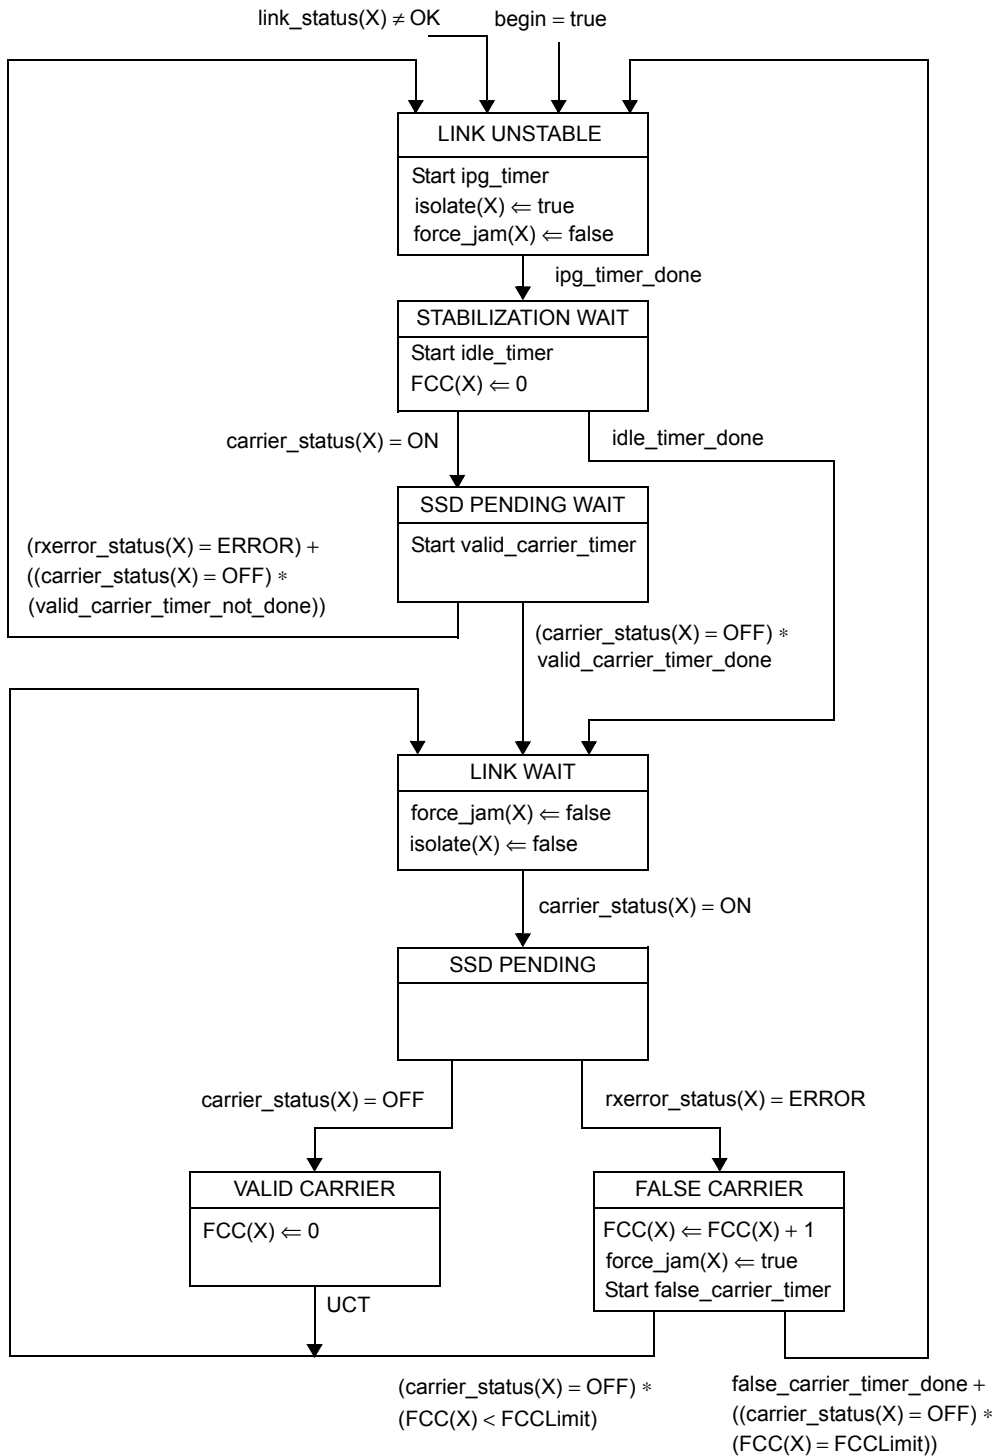 link_status(X) ≠ OK
begin = true
LINK UNSTABLE
Start ipg_timer
isolate(X) ⇐ true
force_jam(X) ⇐ false
ipg_timer_done
STABILIZATION WAIT
Start idle_timer
FCC(X) ⇐ 0
carrier_status(X) = ON
idle_timer_done
SSD PENDING WAIT
Start valid_carrier_timer
(rxerror_status(X) = ERROR) +
((carrier_status(X) = OFF) ∗
(valid_carrier_timer_not_done))
(carrier_status(X) = OFF) ∗
valid_carrier_timer_done
LINK WAIT
force_jam(X) ⇐ false
isolate(X) ⇐ false
carrier_status(X) = ON
SSD PENDING
carrier_status(X) = OFF
rxerror_status(X) = ERROR
VALID CARRIER
FCC(X) ⇐ 0
UCT
FALSE CARRIER
FCC(X) ⇐ FCC(X) + 1
force_jam(X) ⇐ true
Start false_carrier_timer
(carrier_status(X) = OFF) ∗
(FCC(X) < FCCLimit)
false_carrier_timer_done +
((carrier_status(X) = OFF) ∗
(FCC(X) = FCCLimit))